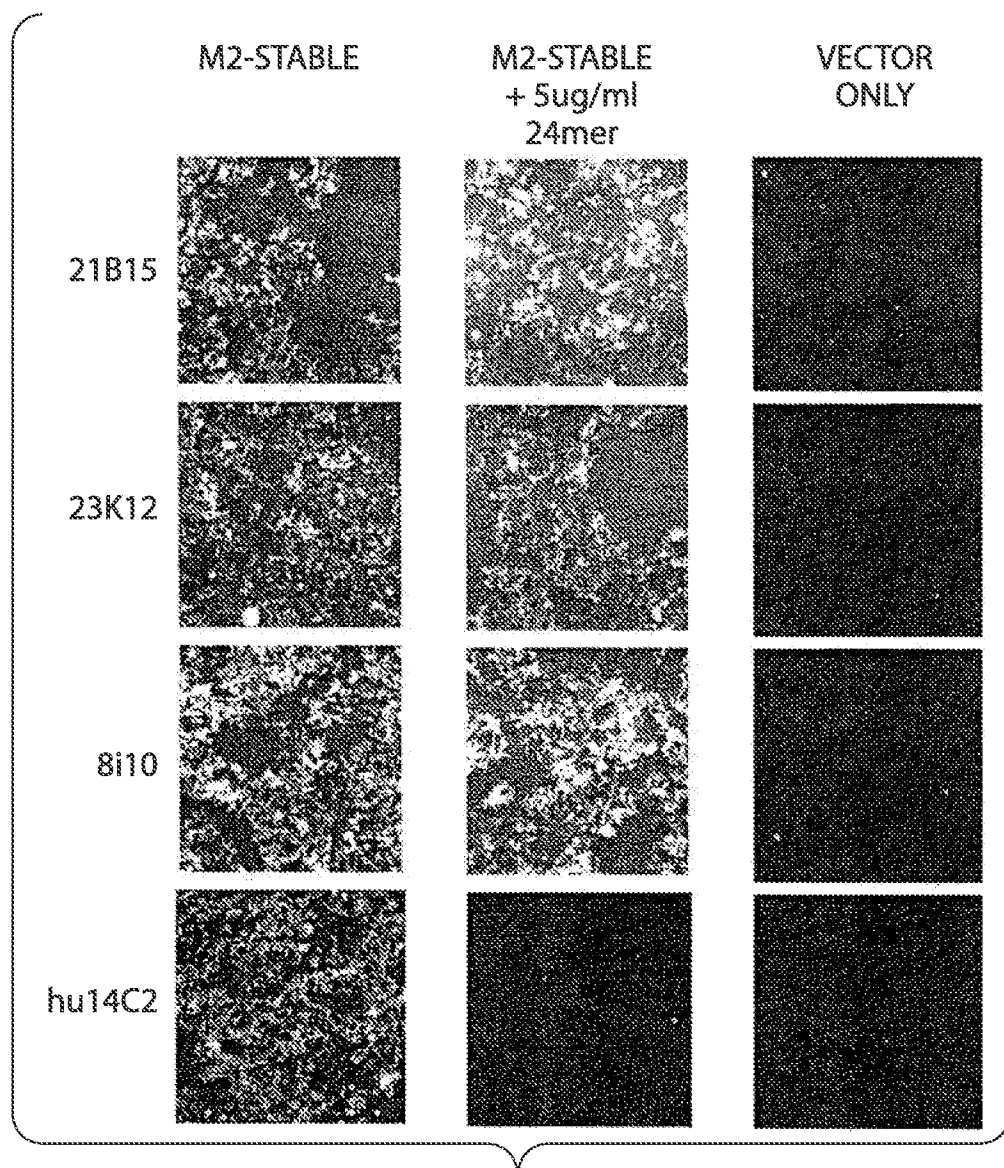 M2-STABLE
M2-STABLE
+ 5ug/ml
24mer
VECTOR
ONLY
21B15
23K12
8i10
hu14C2